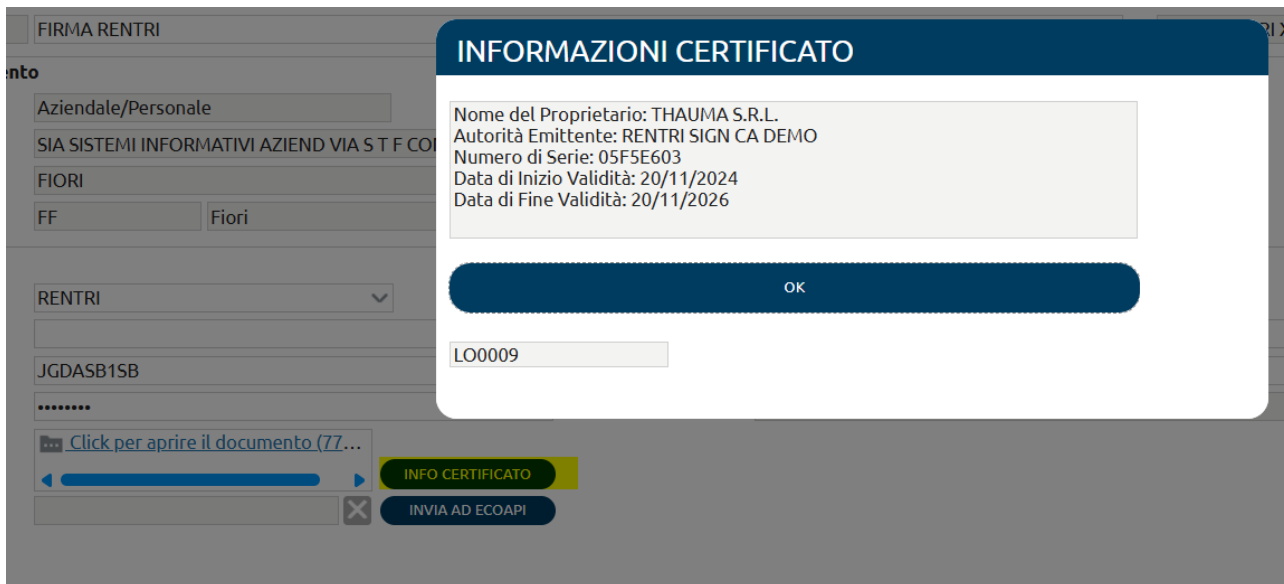 FIRMA RENTRI
INFORMAZIONI CERTIFICATO
nto
Aziendale/Personale
SIA SISTEMI INFORMATIVI AZIEND VIA S T F CO
FIORI
FF Fiori
Nome del Proprietario: THAUMA S.R.L.
Autorità Emittente: RENTRI SIGN CA DEMO
Numero di Serie: 05F5E603
Data di Inizio Validità: 20/11/2024
Data di Fine Validità: 20/11/2026
OK
LO0009
RENTRI
JGDASB1SB
••••••••
Click per aprire il documento (77...
INFO CERTIFICATO
INVIA AD ECOAPI